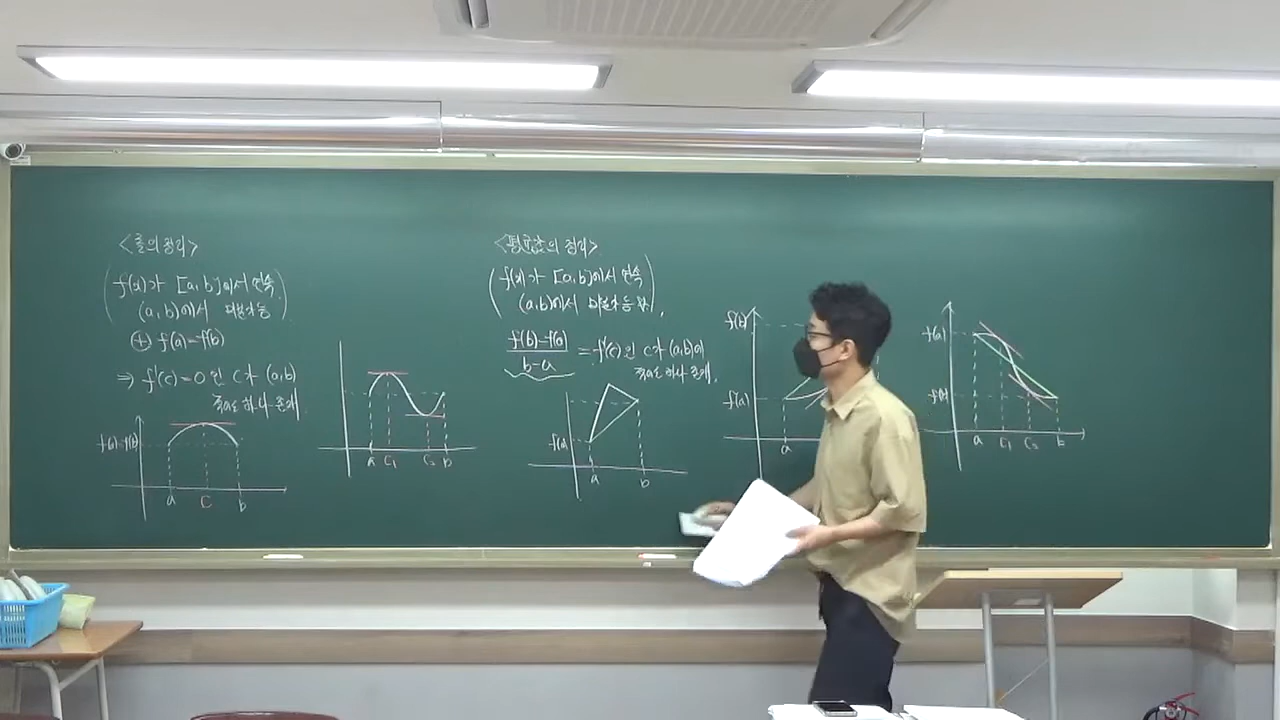 <롤의 정리>
f(x)가 [a, b]에서 연속
(a, b)에서 미분가능
⊕ f(a)=f(b)
⇒ f'(c)=0 인 c가 (a, b)
적어도 하나 존재
f(a)=f(b)
a c b
a c₁ c₂ b
<평균값의 정리>
f(x)가 [a, b]에서 연속
(a, b)에서 미분가능
f(b)-f(a)
b-a
= f'(c) 인 c가 (a, b)에
적어도 하나 존재.
f(a)
a b
f(b)
f(a)
a
f(a)
f(b)
a c₁ c₂ b